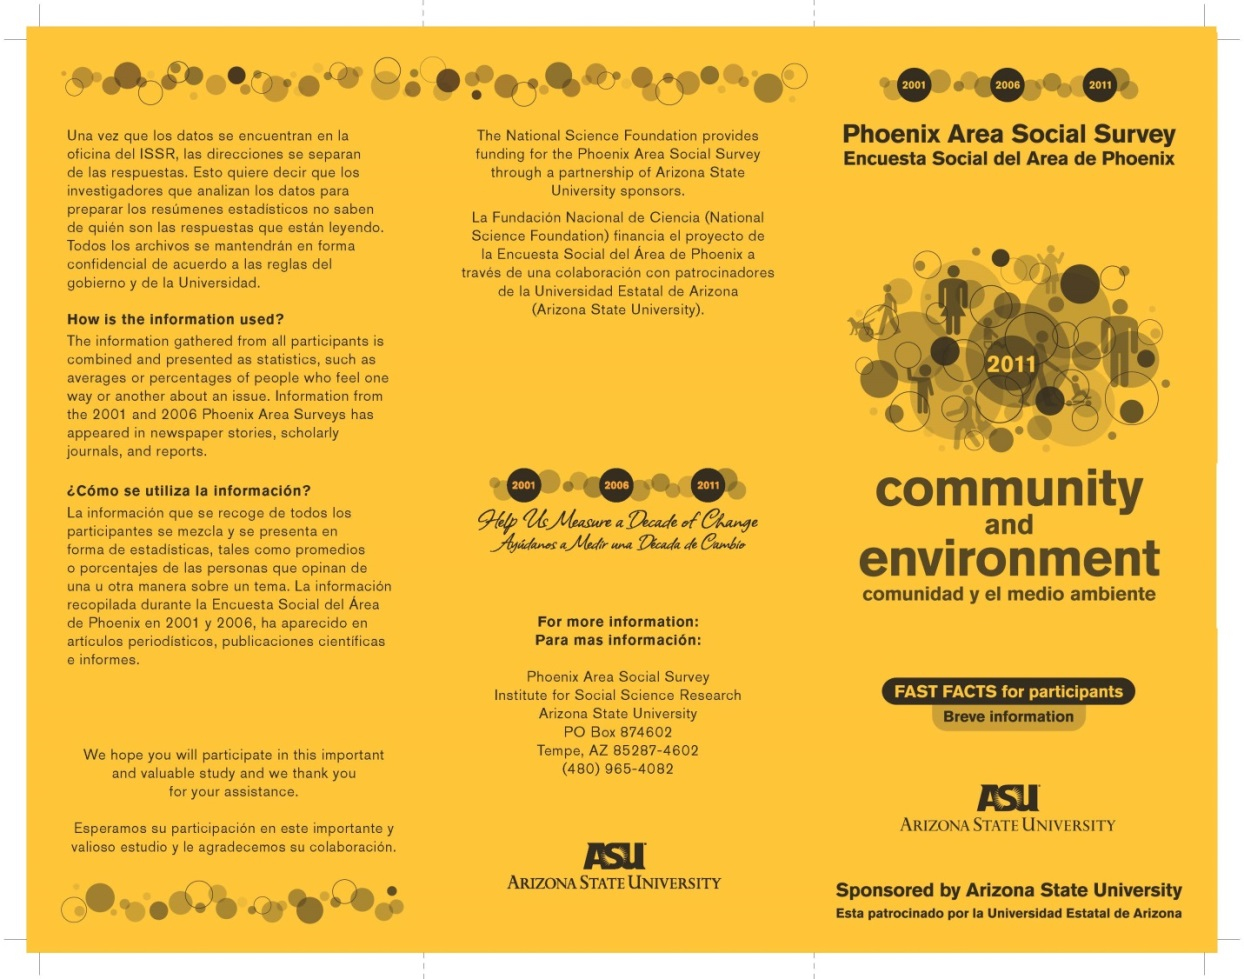 Una vez que los datos se encuentran en la
oficina del ISSR, las direcciones se separan
de las respuestas. Esto quiere decir que los
investigadores que analizan los datos para
preparar los resúmenes estadísticos no saben
de quién son las respuestas que están leyendo.
Todos los archivos se mantendrán en forma
confidencial de acuerdo a las reglas del
gobierno y de la Universidad.
How is the information used?
The information gathered from all participants is
combined and presented as statistics, such as
averages or percentages of people who feel one
way or another about an issue. Information from
the 2001 and 2006 Phoenix Area Surveys has
appeared in newspaper stories, scholarly
journals, and reports.
¿Cómo se utiliza la información?
La información que se recoge de todos los
participantes se mezcla y se presenta en
forma de estadísticas, tales como promedios
o porcentajes de las personas que opinan de
una u otra manera sobre un tema. La información
recopilada durante la Encuesta Social del Área
de Phoenix en 2001 y 2006, ha aparecido en
artículos periodísticos, publicaciones científicas
e informes.
We hope you will participate in this important
and valuable study and we thank you
for your assistance.
Esperamos su participación en este importante y
valioso estudio y le agradecemos su colaboración.
The National Science Foundation provides
funding for the Phoenix Area Social Survey
through a partnership of Arizona State
University sponsors.
La Fundación Nacional de Ciencia (National
Science Foundation) financia el proyecto de
la Encuesta Social del Área de Phoenix a
través de una colaboración con patrocinadores
de la Universidad Estatal de Arizona
(Arizona State University).
2001 2006 2011
Help Us Measure a Decade of Change
Ayúdanos a Medir una Década de Cambio
For more information:
Para mas información:
Phoenix Area Social Survey
Institute for Social Science Research
Arizona State University
PO Box 874602
Tempe, AZ 85287-4602
(480) 965-4082
ASU
ARIZONA STATE UNIVERSITY
2001 2006 2011
Phoenix Area Social Survey
Encuesta Social del Area de Phoenix
2011
community
and
environment
comunidad y el medio ambiente
FAST FACTS for participants
Breve information
ASU
ARIZONA STATE UNIVERSITY
Sponsored by Arizona State University
Esta patrocinado por la Universidad Estatal de Arizona